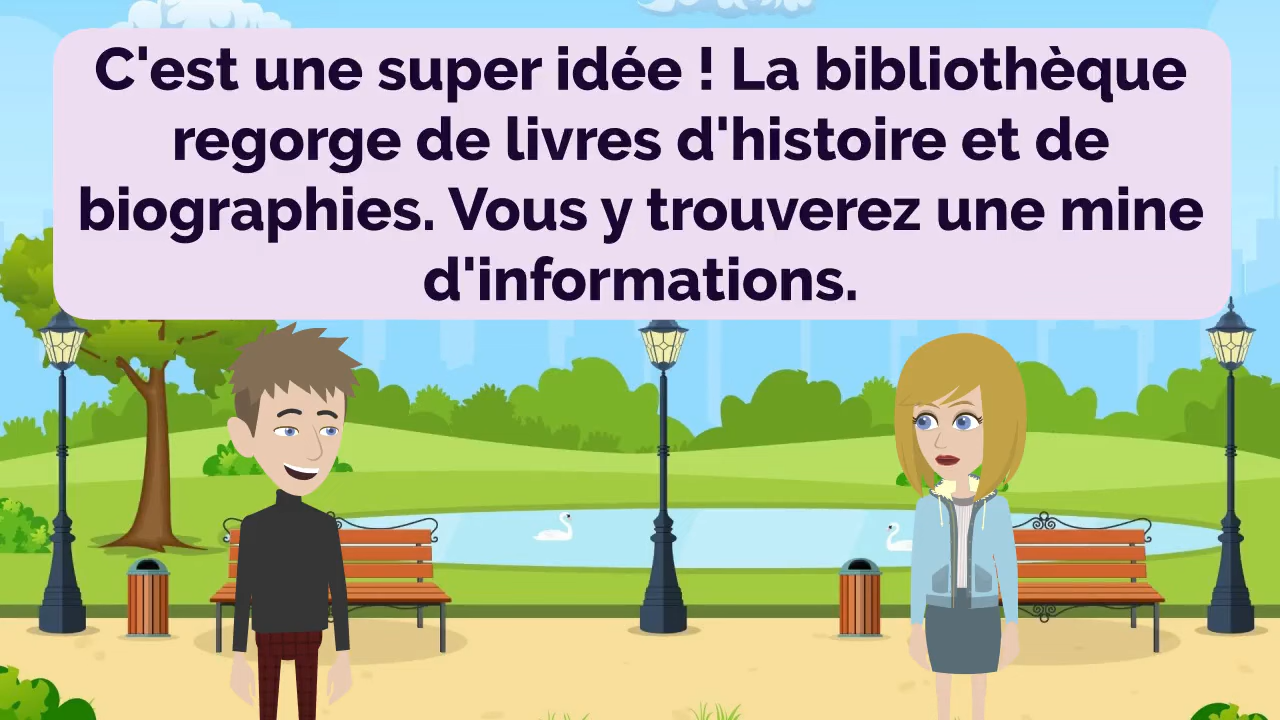 C'est une super idée ! La bibliothèque
regorge de livres d'histoire et de
biographies. Vous y trouverez une mine
d'informations.